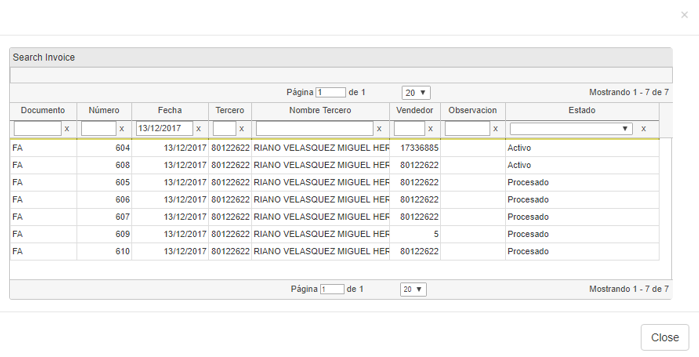 ×
Search Invoice
Página 1 de 1 20 ▼ Mostrando 1 - 7 de 7
Documento Número Fecha Tercero Nombre Tercero Vendedor Observacion Estado
x x 13/12/2017 x x x x x ▼ x
FA 604 13/12/2017 80122622 RIANO VELASQUEZ MIGUEL HER 17336885 Activo
FA 608 13/12/2017 80122622 RIANO VELASQUEZ MIGUEL HER 80122622 Activo
FA 605 13/12/2017 80122622 RIANO VELASQUEZ MIGUEL HER 80122622 Procesado
FA 606 13/12/2017 80122622 RIANO VELASQUEZ MIGUEL HER 80122622 Procesado
FA 607 13/12/2017 80122622 RIANO VELASQUEZ MIGUEL HER 80122622 Procesado
FA 609 13/12/2017 80122622 RIANO VELASQUEZ MIGUEL HER 5 Procesado
FA 610 13/12/2017 80122622 RIANO VELASQUEZ MIGUEL HER 80122622 Procesado
Página 1 de 1 20 ▼ Mostrando 1 - 7 de 7
Close